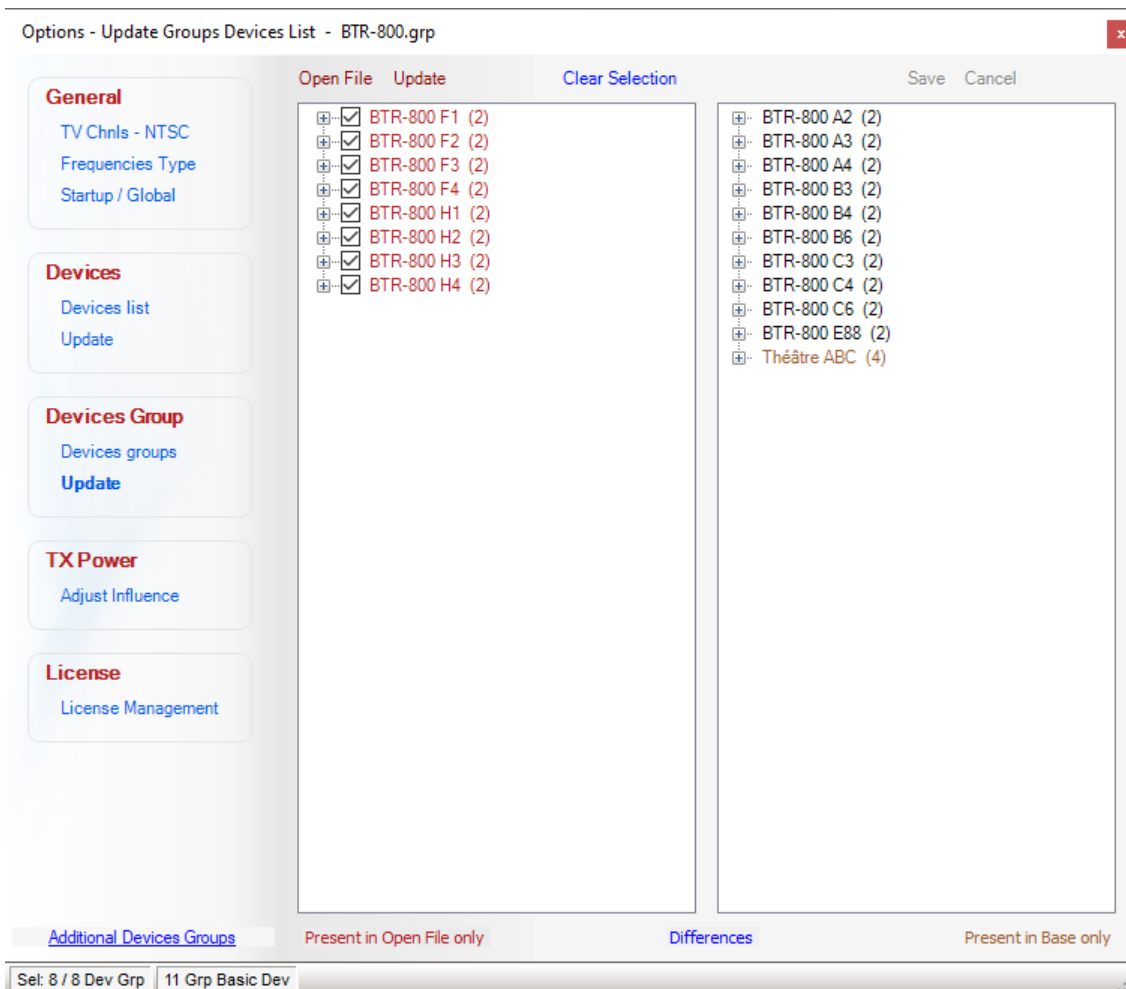 Options - Update Groups Devices List - BTR-800.grp
x
General
TV Chnls - NTSC
Frequencies Type
Startup / Global
Devices
Devices list
Update
Devices Group
Devices groups
Update
TX Power
Adjust Influence
License
License Management
Additional Devices Groups
Open File Update Clear Selection Save Cancel
BTR-800 F1 (2)
BTR-800 F2 (2)
BTR-800 F3 (2)
BTR-800 F4 (2)
BTR-800 H1 (2)
BTR-800 H2 (2)
BTR-800 H3 (2)
BTR-800 H4 (2)
BTR-800 A2 (2)
BTR-800 A3 (2)
BTR-800 A4 (2)
BTR-800 B3 (2)
BTR-800 B4 (2)
BTR-800 B6 (2)
BTR-800 C3 (2)
BTR-800 C4 (2)
BTR-800 C6 (2)
BTR-800 E88 (2)
Théâtre ABC (4)
Present in Open File only Differences Present in Base only
Sel: 8 / 8 Dev Grp 11 Grp Basic Dev